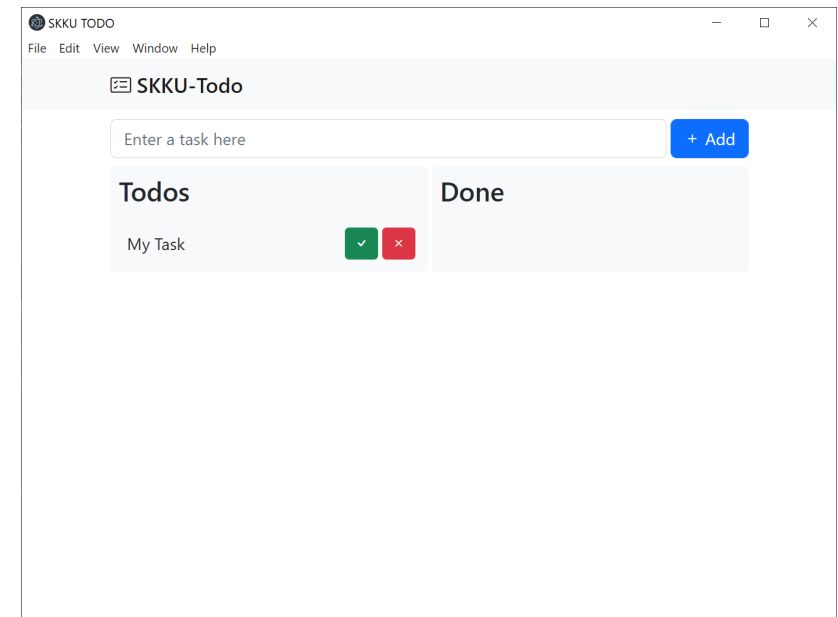 SKKU TODO
File Edit View Window Help
SKKU-Todo
Enter a task here
+ Add
Todos
Done
My Task